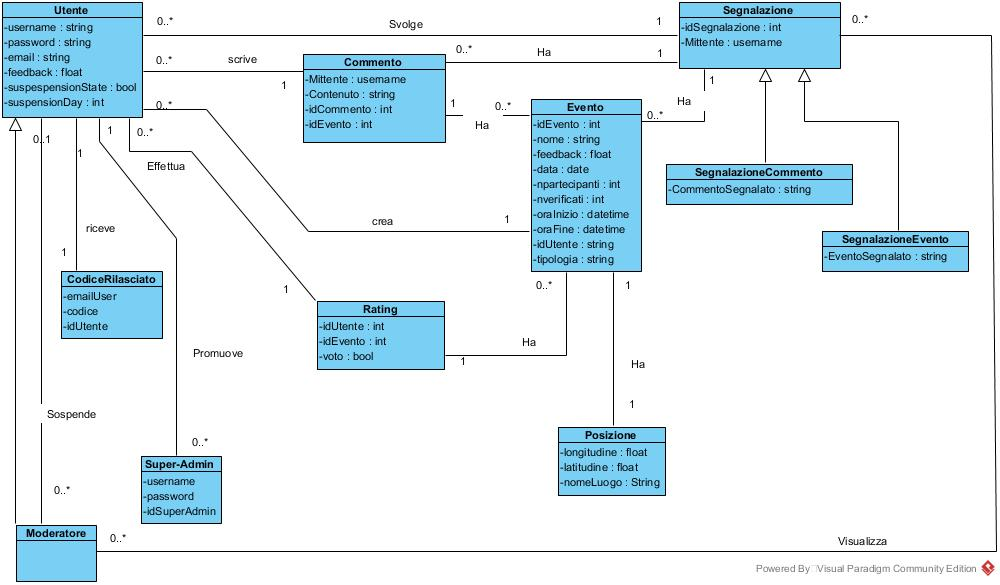 Utente
-username : string
-password : string
-email : string
-feedback : float
-suspespensionState : bool
-suspensionDay : int
0..*
Svolge
1
Segnalazione
-idSegnalazione : int
-Mittente : username
0..*
0..*
scrive
1
Commento
-Mittente : username
-Contenuto : string
-idCommento : int
-idEvento : int
0..*
Ha
1
1
Ha
0..*
Evento
-idEvento : int
-nome : string
-feedback : float
-data : date
-npartecipanti : int
-nverificati : int
-oraInizio : datetime
-oraFine : datetime
-idUtente : string
-tipologia : string
1
Ha
0..*
SegnalazioneCommento
-CommentoSegnalato : string
SegnalazioneEvento
-EventoSegnalato : string
0..*
crea
1
0..1
1
1
0..*
Effettua
1
riceve
1
CodiceRilasciato
-emailUser
-codice
-idUtente
Rating
-idUtente : int
-idEvento : int
-voto : bool
0..*
Ha
1
1
Ha
1
Promuove
0..*
Sospende
0..*
Super-Admin
-username
-password
-idSuperAdmin
Posizione
-longitudine : float
-latitudine : float
-nomeLuogo : String
Moderatore
0..*
Visualizza
Powered By Visual Paradigm Community Edition